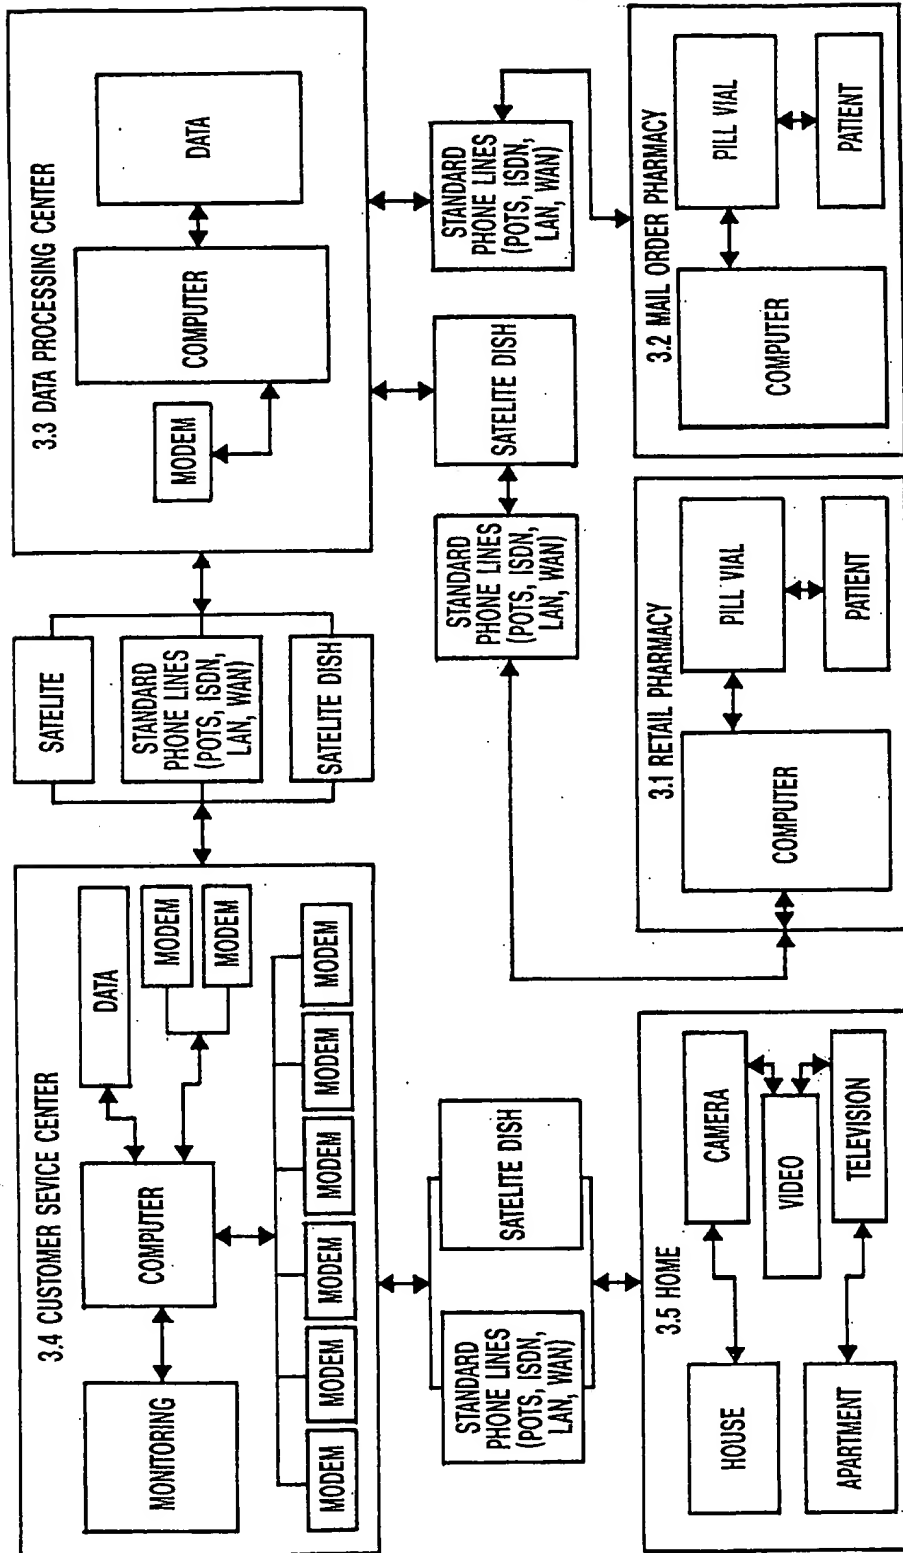 3.4 CUSTOMER SEVICE CENTER
MONITORING
COMPUTER
DATA
MODEM
MODEM
MODEM
MODEM
MODEM
MODEM
MODEM
MODEM
SATELITE
STANDARD
PHONE LINES
(POTS, ISDN,
LAN, WAN)
SATELITE DISH
3.3 DATA PROCESSING CENTER
MODEM
COMPUTER
DATA
STANDARD
PHONE LINES
(POTS, ISDN,
LAN, WAN)
SATELITE DISH
STANDARD
PHONE LINES
(POTS, ISDN,
LAN, WAN)
SATELITE DISH
STANDARD
PHONE LINES
(POTS, ISDN,
LAN, WAN)
3.5 HOME
HOUSE
CAMERA
VIDEO
APARTMENT
TELEVISION
3.1 RETAIL PHARMACY
COMPUTER
PILL VIAL
PATIENT
3.2 MAIL ORDER PHARMACY
COMPUTER
PILL VIAL
PATIENT